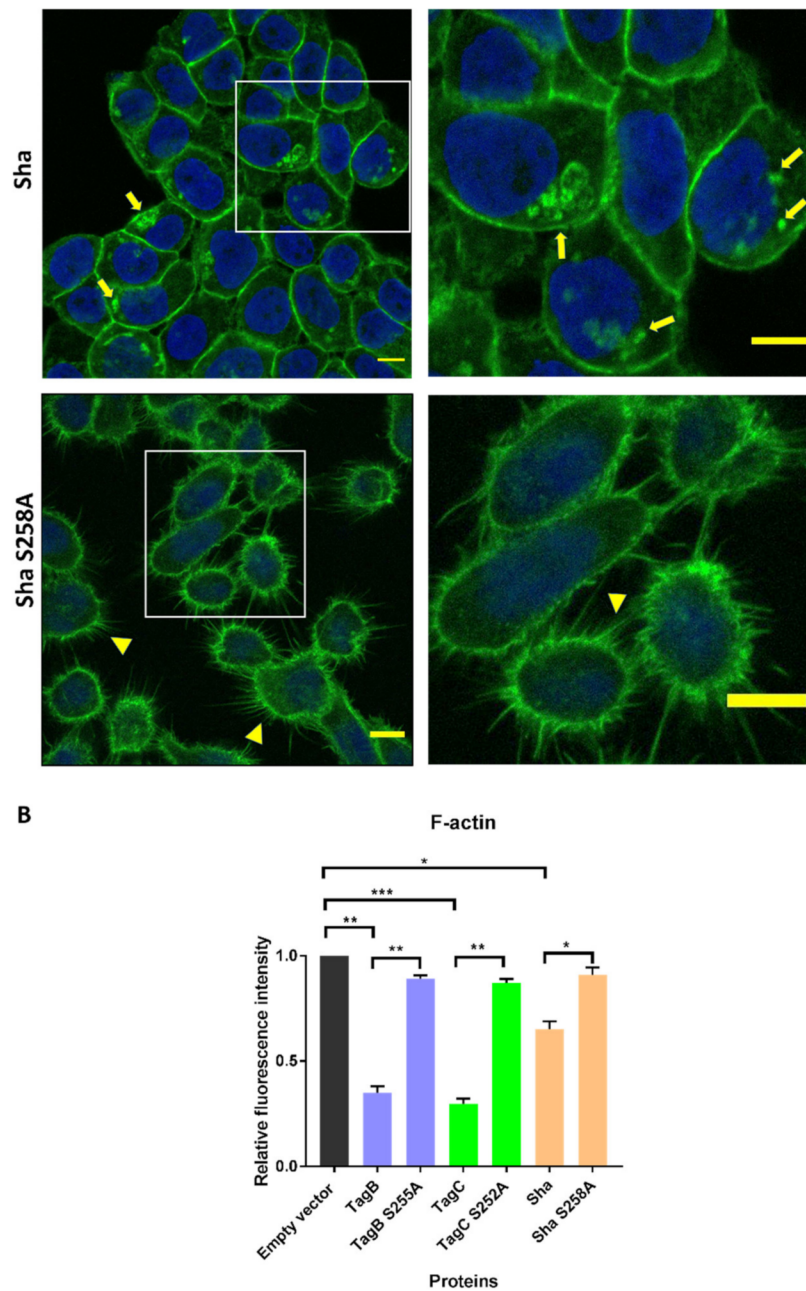 Sha
Sha S258A
B
F-actin
*
***
**
**
**
*
Relative fluorescence intensity
1.0
0.5
0.0
Empty vector
TagB
TagB S255A
TagC
TagC S252A
Sha
Sha S258A
Proteins